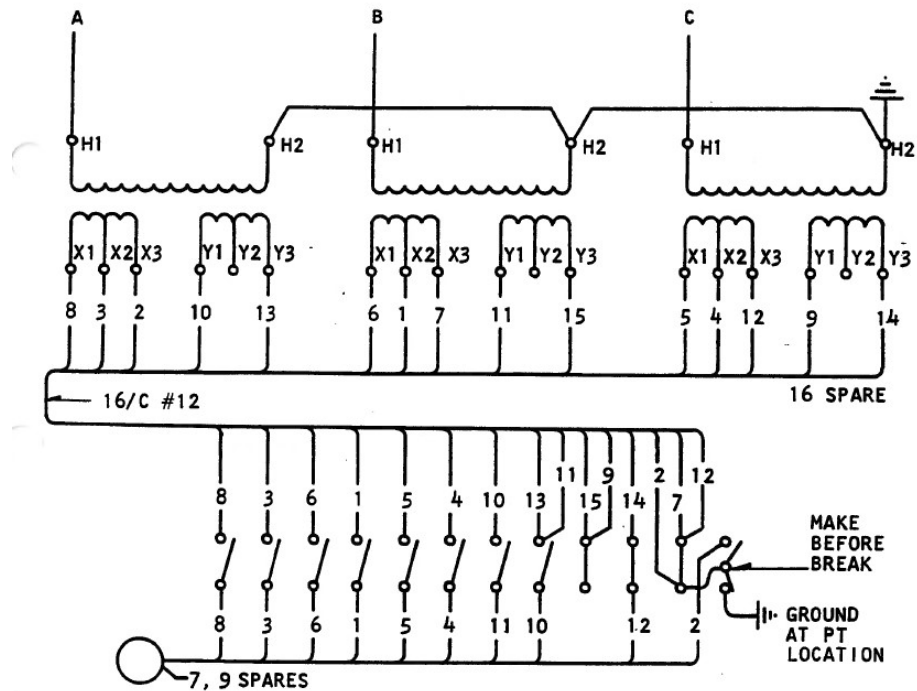 A B C
H1 H2 H1 H2 H1 H2
X1 X2 X3 Y1 Y2 Y3 X1 X2 X3 Y1 Y2 Y3 X1 X2 X3 Y1 Y2 Y3
8 3 2 10 13 6 1 7 11 15 5 4 12 9 14
16/C #12 16 SPARE
11 9 2 12
8 3 6 1 5 4 10 13 15 14 7
MAKE
BEFORE
BREAK
GROUND
AT PT
LOCATION
8 3 6 1 5 4 11 10 12 2
7, 9 SPARES